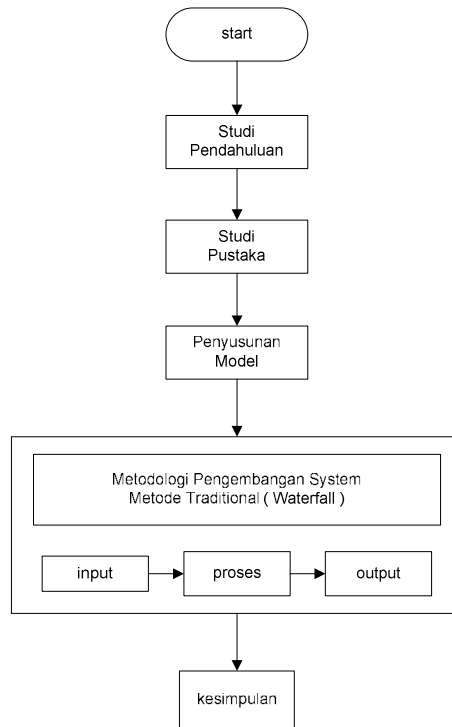 start
Studi
Pendahuluan
Studi
Pustaka
Penyusunan
Model
Metodologi Pengembangan System
Metode Traditional ( Waterfall )
input
proses
output
kesimpulan